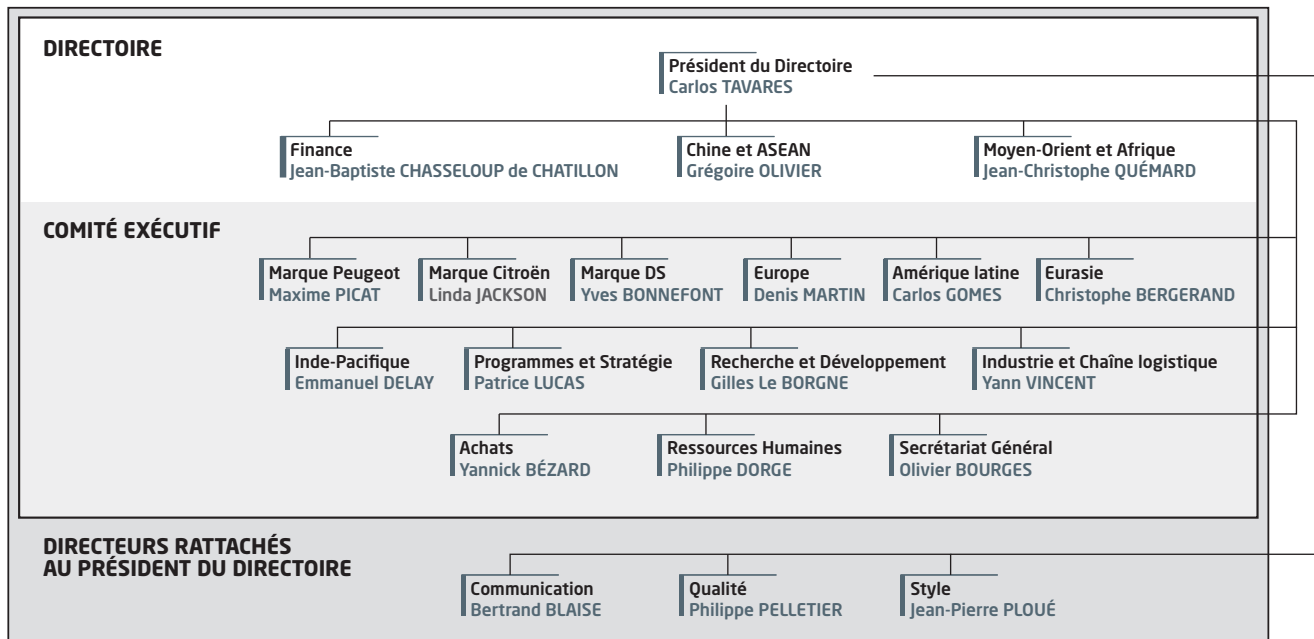 DIRECTOIRE
Président du Directoire
Carlos TAVARES
Finance
Jean-Baptiste CHASSELOUP de CHATILLON
Chine et ASEAN
Grégoire OLIVIER
Moyen-Orient et Afrique
Jean-Christophe QUÉMARD
COMITÉ EXÉCUTIF
Marque Peugeot
Maxime PICAT
Marque Citroën
Linda JACKSON
Marque DS
Yves BONNEFONT
Europe
Denis MARTIN
Amérique latine
Carlos GOMES
Eurasie
Christophe BERGERAND
Inde-Pacifique
Emmanuel DELAY
Programmes et Stratégie
Patrice LUCAS
Recherche et Développement
Gilles Le BORGNE
Industrie et Chaîne logistique
Yann VINCENT
Achats
Yannick BÉZARD
Ressources Humaines
Philippe DORGE
Secrétariat Général
Olivier BOURGES
DIRECTEURS RATTACHÉS
AU PRÉSIDENT DU DIRECTOIRE
Communication
Bertrand BLAISE
Qualité
Philippe PELLETIER
Style
Jean-Pierre PLOUÉ